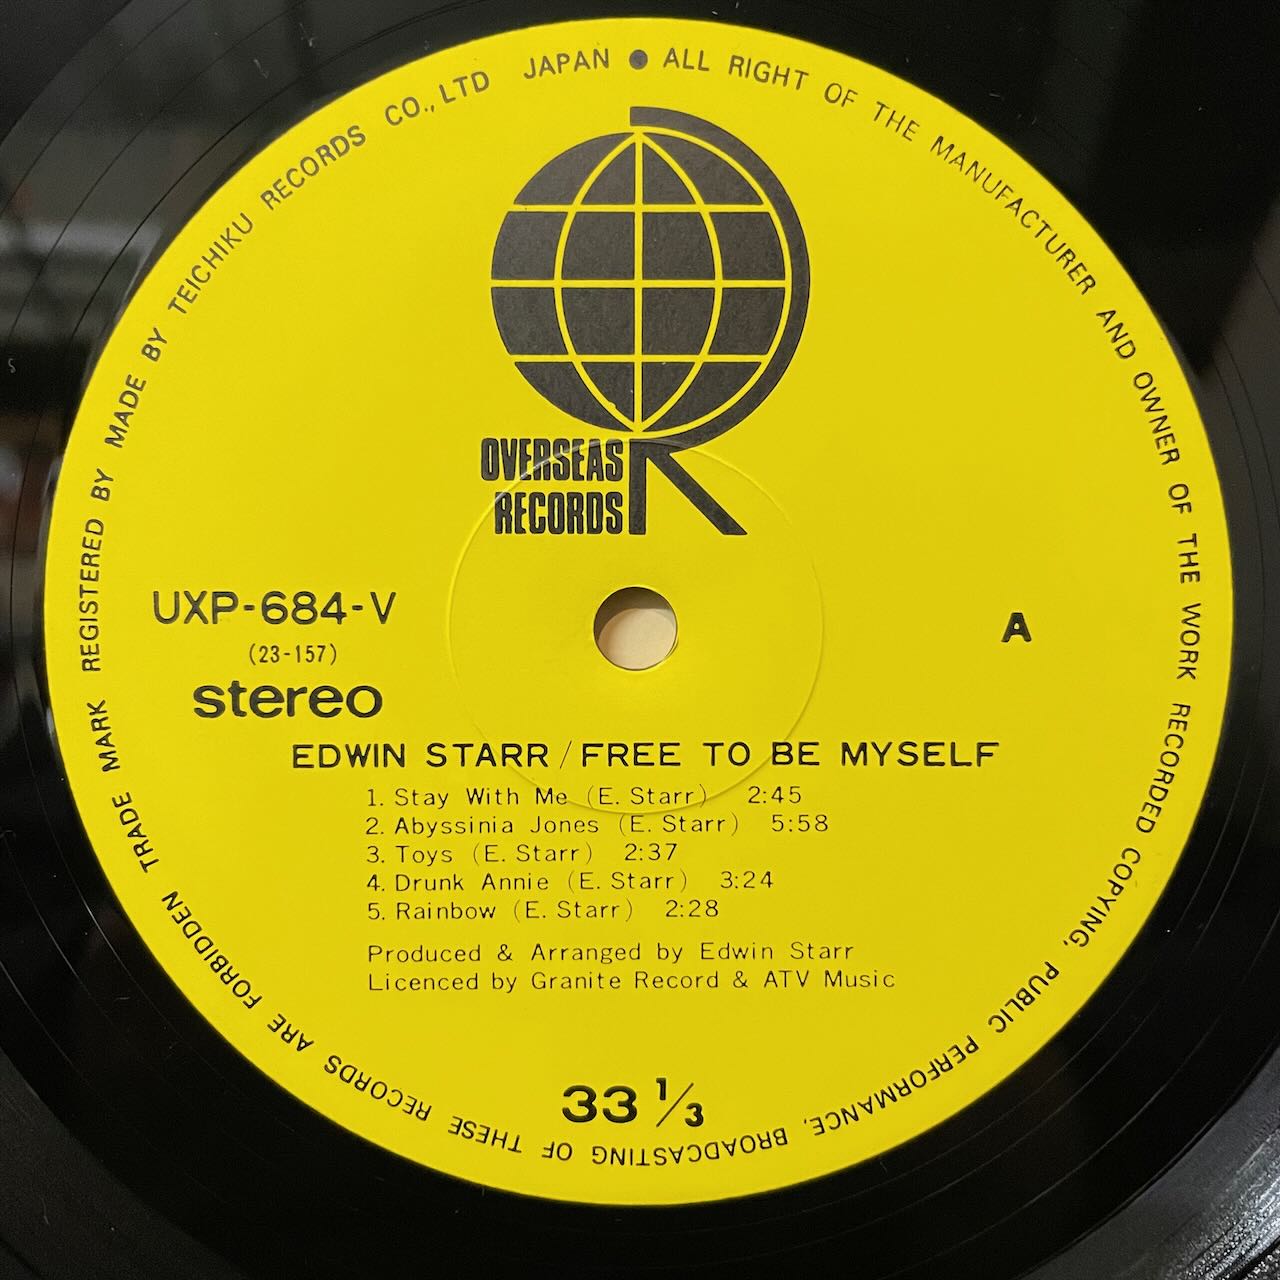 TRADE MARK REGISTERED BY MADE BY TEICHIKU RECORDS CO., LTD JAPAN ● ALL RIGHT OF THE MANUFACTURER AND OWNER OF THE WORK RECORDED COPYING, PUBLIC PERFORMANCE, BROADCASTING OF THESE RECORDS ARE FORBIDDEN
OVERSEAS
RECORDS
UXP-684-V
(23-157)
stereo
A
EDWIN STARR/FREE TO BE MYSELF
1. Stay With Me (E. Starr) 2:45
2. Abyssinia Jones (E. Starr) 5:58
3. Toys (E. Starr) 2:37
4. Drunk Annie (E. Starr) 3:24
5. Rainbow (E. Starr) 2:28
Produced & Arranged by Edwin Starr
Licenced by Granite Record & ATV Music
33 1/3